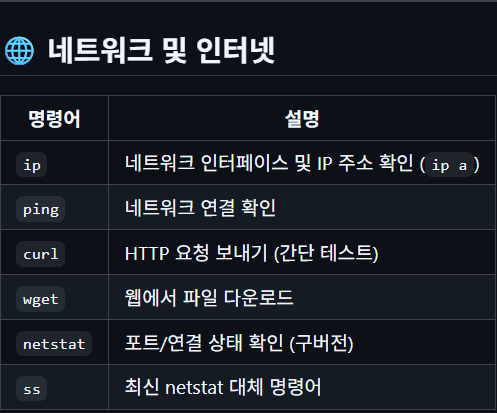 🌐 네트워크 및 인터넷
명령어 설명
ip 네트워크 인터페이스 및 IP 주소 확인 (ip a)
ping 네트워크 연결 확인
curl HTTP 요청 보내기 (간단 테스트)
wget 웹에서 파일 다운로드
netstat 포트/연결 상태 확인 (구버전)
ss 최신 netstat 대체 명령어